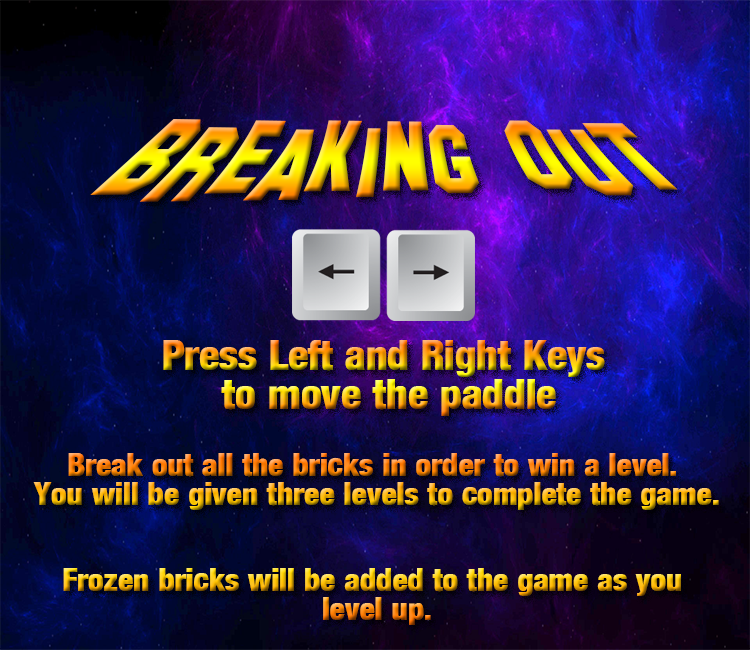 BREAKING OUT
← →
Press Left and Right Keys
to move the paddle
Break out all the bricks in order to win a level.
You will be given three levels to complete the game.
Frozen bricks will be added to the game as you
level up.